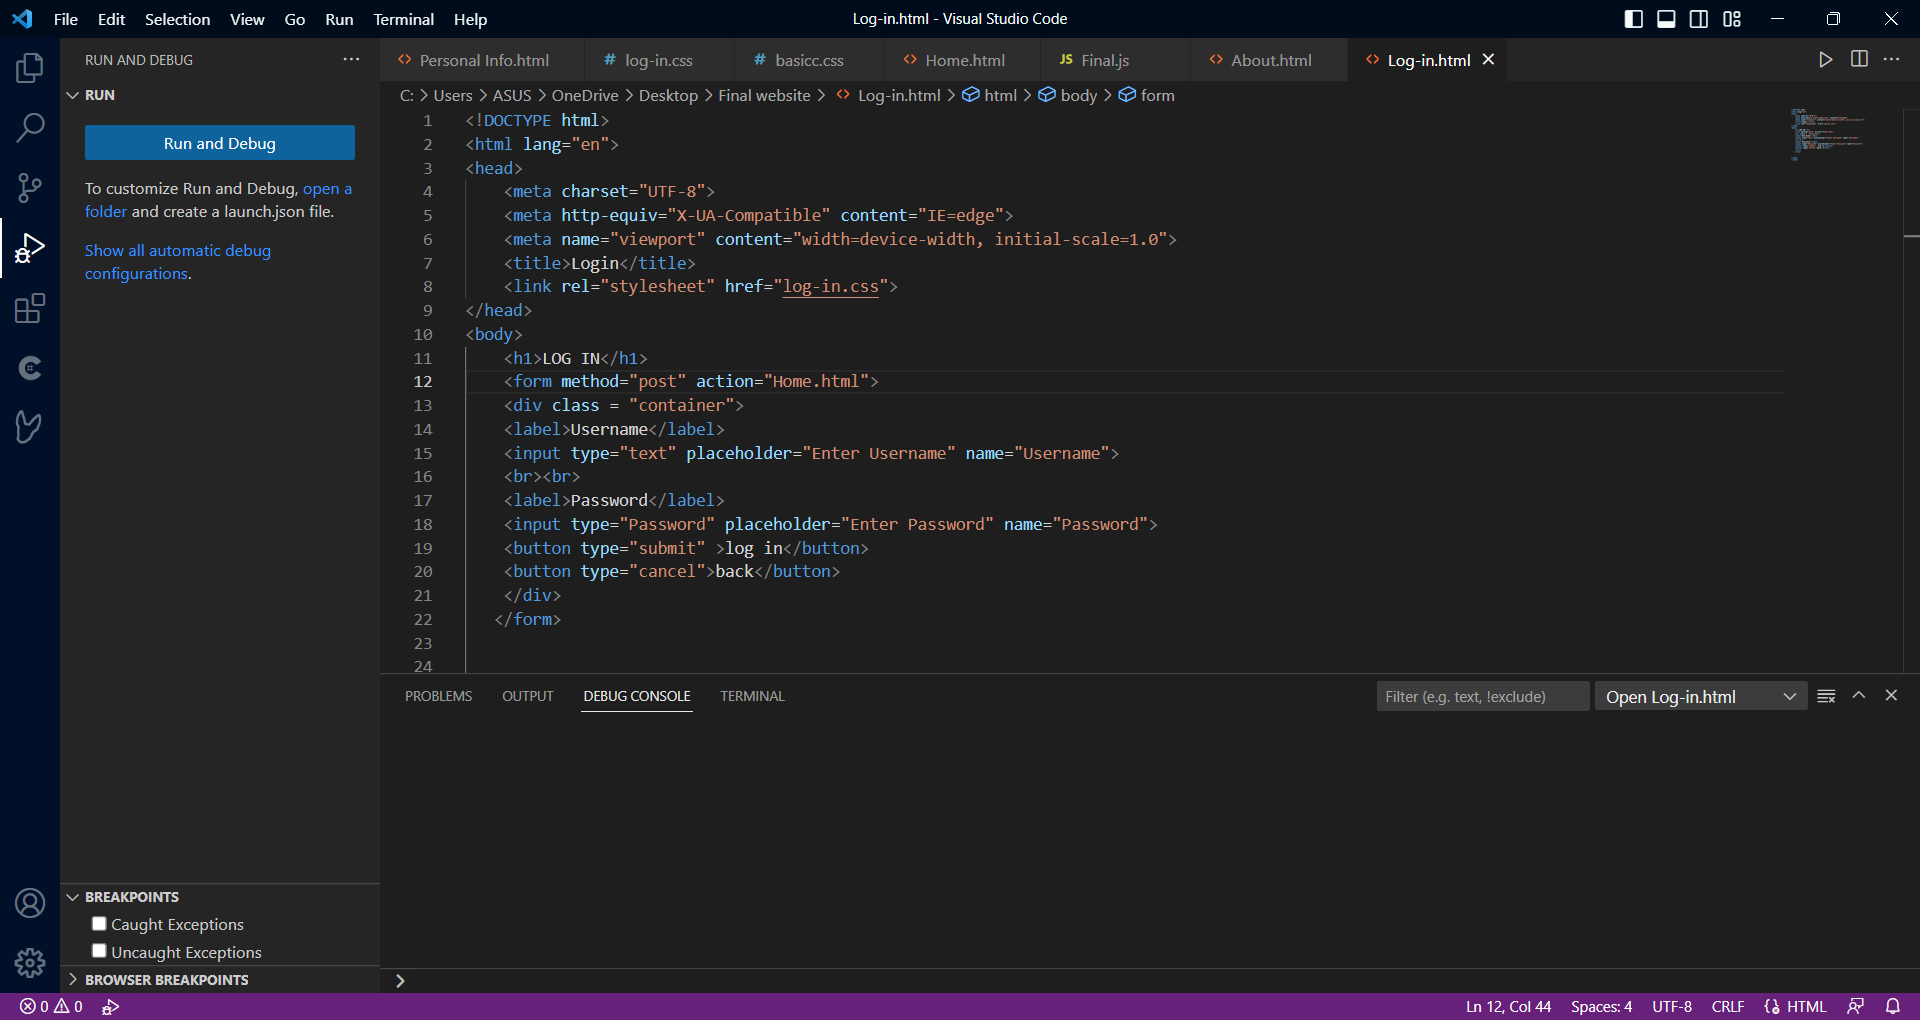 File Edit Selection View Go Run Terminal Help
Log-in.html - Visual Studio Code
RUN AND DEBUG
RUN
Run and Debug
To customize Run and Debug, open a
folder and create a launch.json file.
Show all automatic debug
configurations.
BREAKPOINTS
Caught Exceptions
Uncaught Exceptions
BROWSER BREAKPOINTS
<> Personal Info.html # log-in.css # basicc.css <> Home.html JS Final.js <> About.html <> Log-in.html
C: > Users > ASUS > OneDrive > Desktop > Final website > <> Log-in.html > html > body > form
1 <!DOCTYPE html>
2 <html lang="en">
3 <head>
4 <meta charset="UTF-8">
5 <meta http-equiv="X-UA-Compatible" content="IE=edge">
6 <meta name="viewport" content="width=device-width, initial-scale=1.0">
7 <title>Login</title>
8 <link rel="stylesheet" href="log-in.css">
9 </head>
10 <body>
11 <h1>LOG IN</h1>
12 <form method="post" action="Home.html">
13 <div class = "container">
14 <label>Username</label>
15 <input type="text" placeholder="Enter Username" name="Username">
16 <br><br>
17 <label>Password</label>
18 <input type="Password" placeholder="Enter Password" name="Password">
19 <button type="submit" >log in</button>
20 <button type="cancel">back</button>
21 </div>
22 </form>
23
24
PROBLEMS OUTPUT DEBUG CONSOLE TERMINAL
Filter (e.g. text, !exclude)
Open Log-in.html
>
0 0
Ln 12, Col 44 Spaces: 4 UTF-8 CRLF HTML